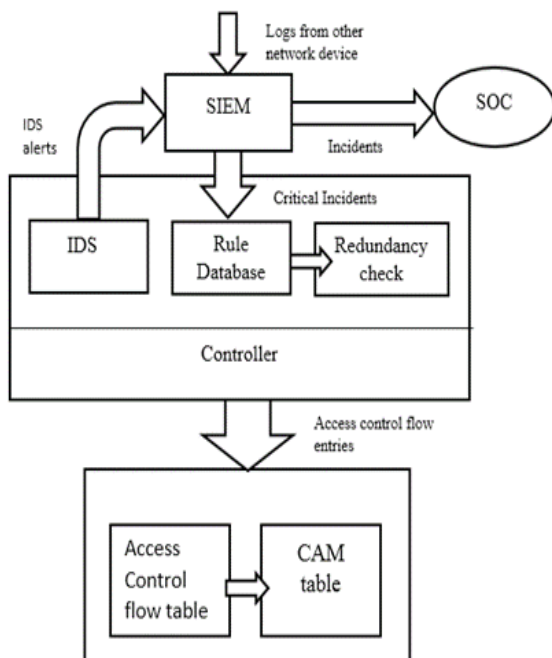 Logs from other
network device
SIEM
SOC
IDS
alerts
Incidents
Critical Incidents
IDS
Rule
Database
Redundancy
check
Controller
Access control flow
entries
Access
Control
flow table
CAM
table